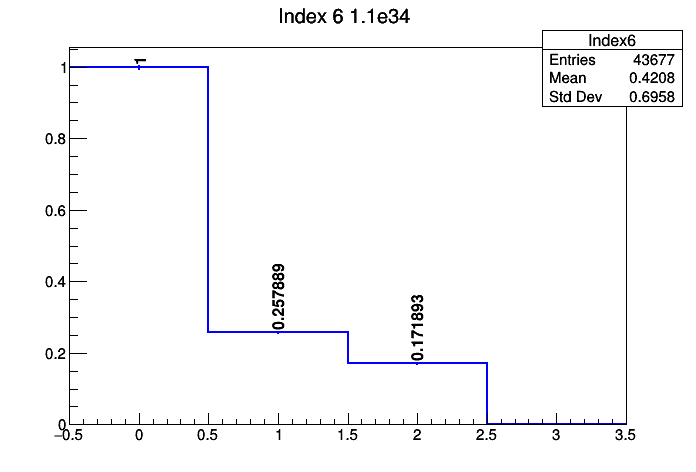 Index 6 1.1e34
Index6
Entries 43677
Mean 0.4208
Std Dev 0.6958
1
0.8
0.6
0.4
0.2
0
1
0.257889
0.171893
−0.5 0 0.5 1 1.5 2 2.5 3 3.5